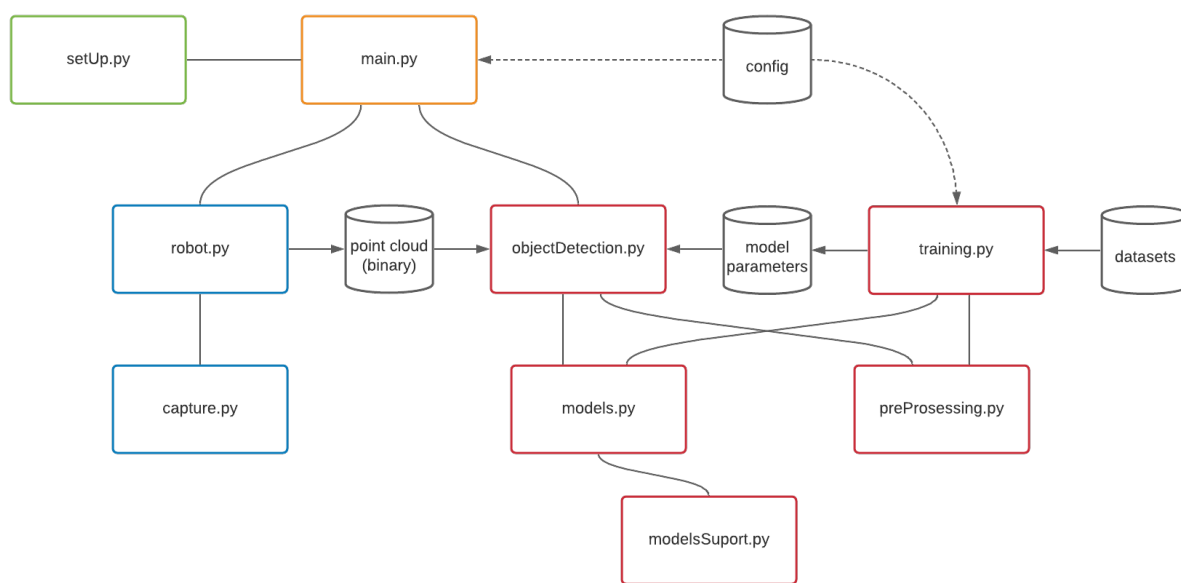 setUp.py
main.py
config
robot.py
point cloud
(binary)
objectDetection.py
model
parameters
training.py
datasets
capture.py
models.py
preProsessing.py
modelsSuport.py